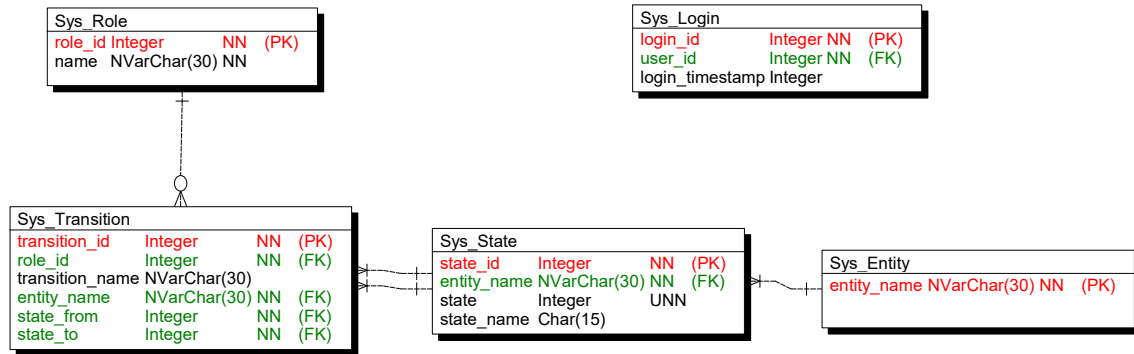 Sys_Role
role_id Integer NN (PK)
name NVarChar(30) NN
Sys_Login
login_id Integer NN (PK)
user_id Integer NN (FK)
login_timestamp Integer
Sys_Transition
transition_id Integer NN (PK)
role_id Integer NN (FK)
transition_name NVarChar(30)
entity_name NVarChar(30) NN (FK)
state_from Integer NN (FK)
state_to Integer NN (FK)
Sys_State
state_id Integer NN (PK)
entity_name NVarChar(30) NN (FK)
state Integer UNN
state_name Char(15)
Sys_Entity
entity_name NVarChar(30) NN (PK)